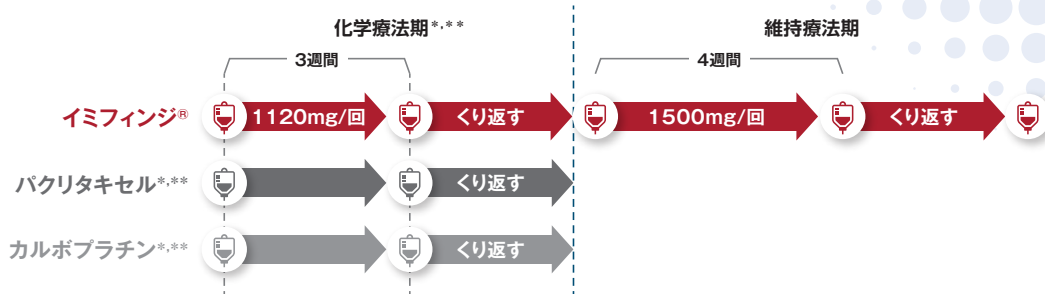 化学療法期*,**
維持療法期
3週間
4週間
イミフィンジ®
1120mg/回
くり返す
1500mg/回
くり返す
パクリタキセル*,**
くり返す
カルボプラチン*,**
くり返す